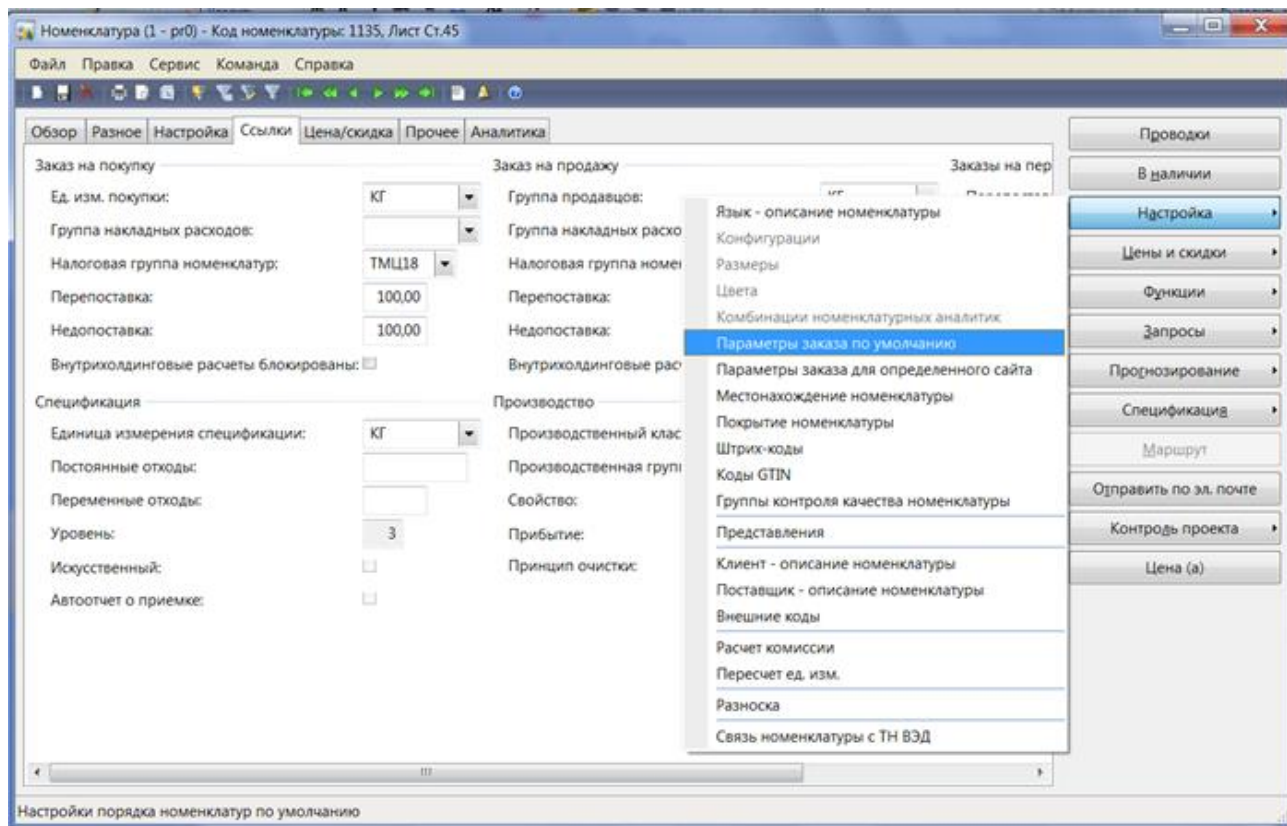 Номенклатура (1 - pr0) - Код номенклатуры: 1135, Лист Ст.45
Файл Правка Сервис Команда Справка
Обзор Разное Настройка Ссылки Цена/скидка Прочее Аналитика
Заказ на покупку
Ед. изм. покупки: КГ
Группа накладных расходов:
Налоговая группа номенклатур: ТМЦ18
Перепоставка: 100,00
Недопоставка: 100,00
Внутрихолдинговые расчеты блокированы:
Спецификация
Единица измерения спецификации: КГ
Постоянные отходы:
Переменные отходы:
Уровень: 3
Искусственный:
Автоотчет о приемке:
Заказ на продажу
Группа продавцов:
Группа накладных расхо
Налоговая группа номен
Перепоставка:
Недопоставка:
Внутрихолдинговые рас
Производство
Производственный клас
Производственная групп
Свойство:
Прибытие:
Принцип очистки:
Заказы на пер
Язык - описание номенклатуры
Конфигурации
Размеры
Цвета
Комбинации номенклатурных аналитик
Параметры заказа по умолчанию
Параметры заказа для определенного сайта
Местонахождение номенклатуры
Покрытие номенклатуры
Штрих-коды
Коды GTIN
Группы контроля качества номенклатуры
Представления
Клиент - описание номенклатуры
Поставщик - описание номенклатуры
Внешние коды
Расчет комиссии
Пересчет ед. изм.
Разноска
Связь номенклатуры с ТН ВЭД
Проводки
В наличии
Настройка
Цены и скидки
Функции
Запросы
Прогнозирование
Спецификация
Маршрут
Отправить по эл. почте
Контроль проекта
Цена (а)
Настройки порядка номенклатур по умолчанию